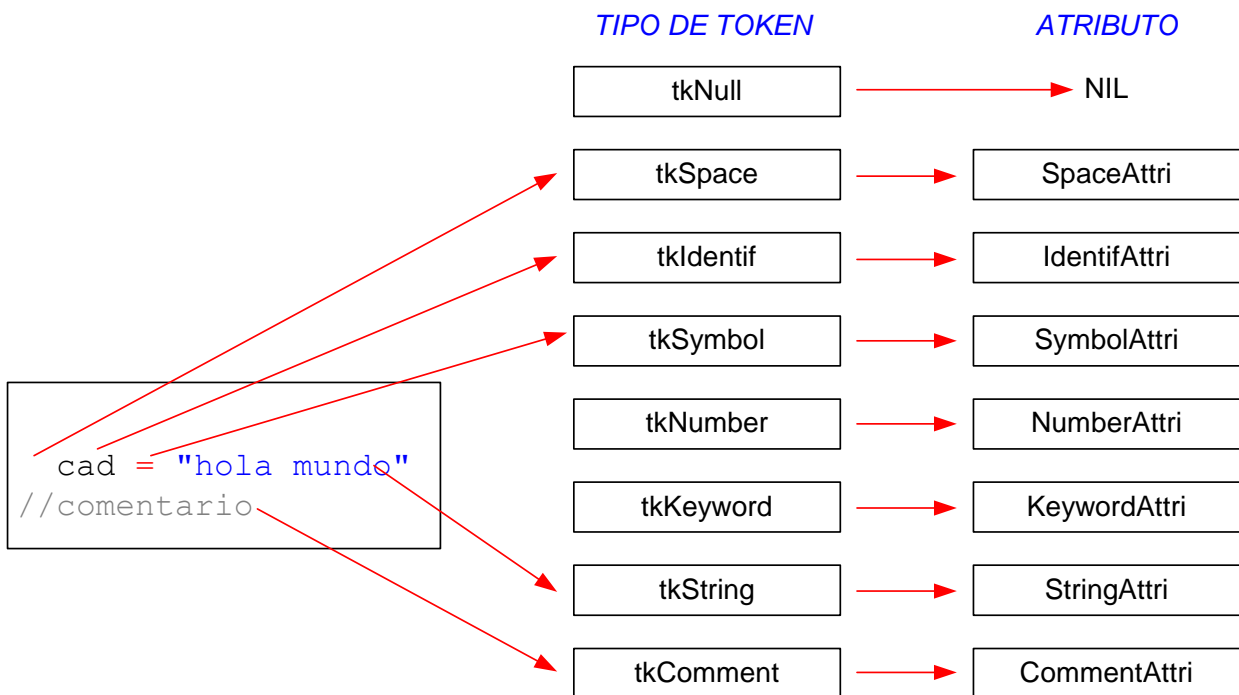 TIPO DE TOKEN ATRIBUTO
tkNull NIL
tkSpace SpaceAttri
tkIdentif IdentifAttri
tkSymbol SymbolAttri
tkNumber NumberAttri
cad = "hola mundo"
//comentario
tkKeyword KeywordAttri
tkString StringAttri
tkComment CommentAttri